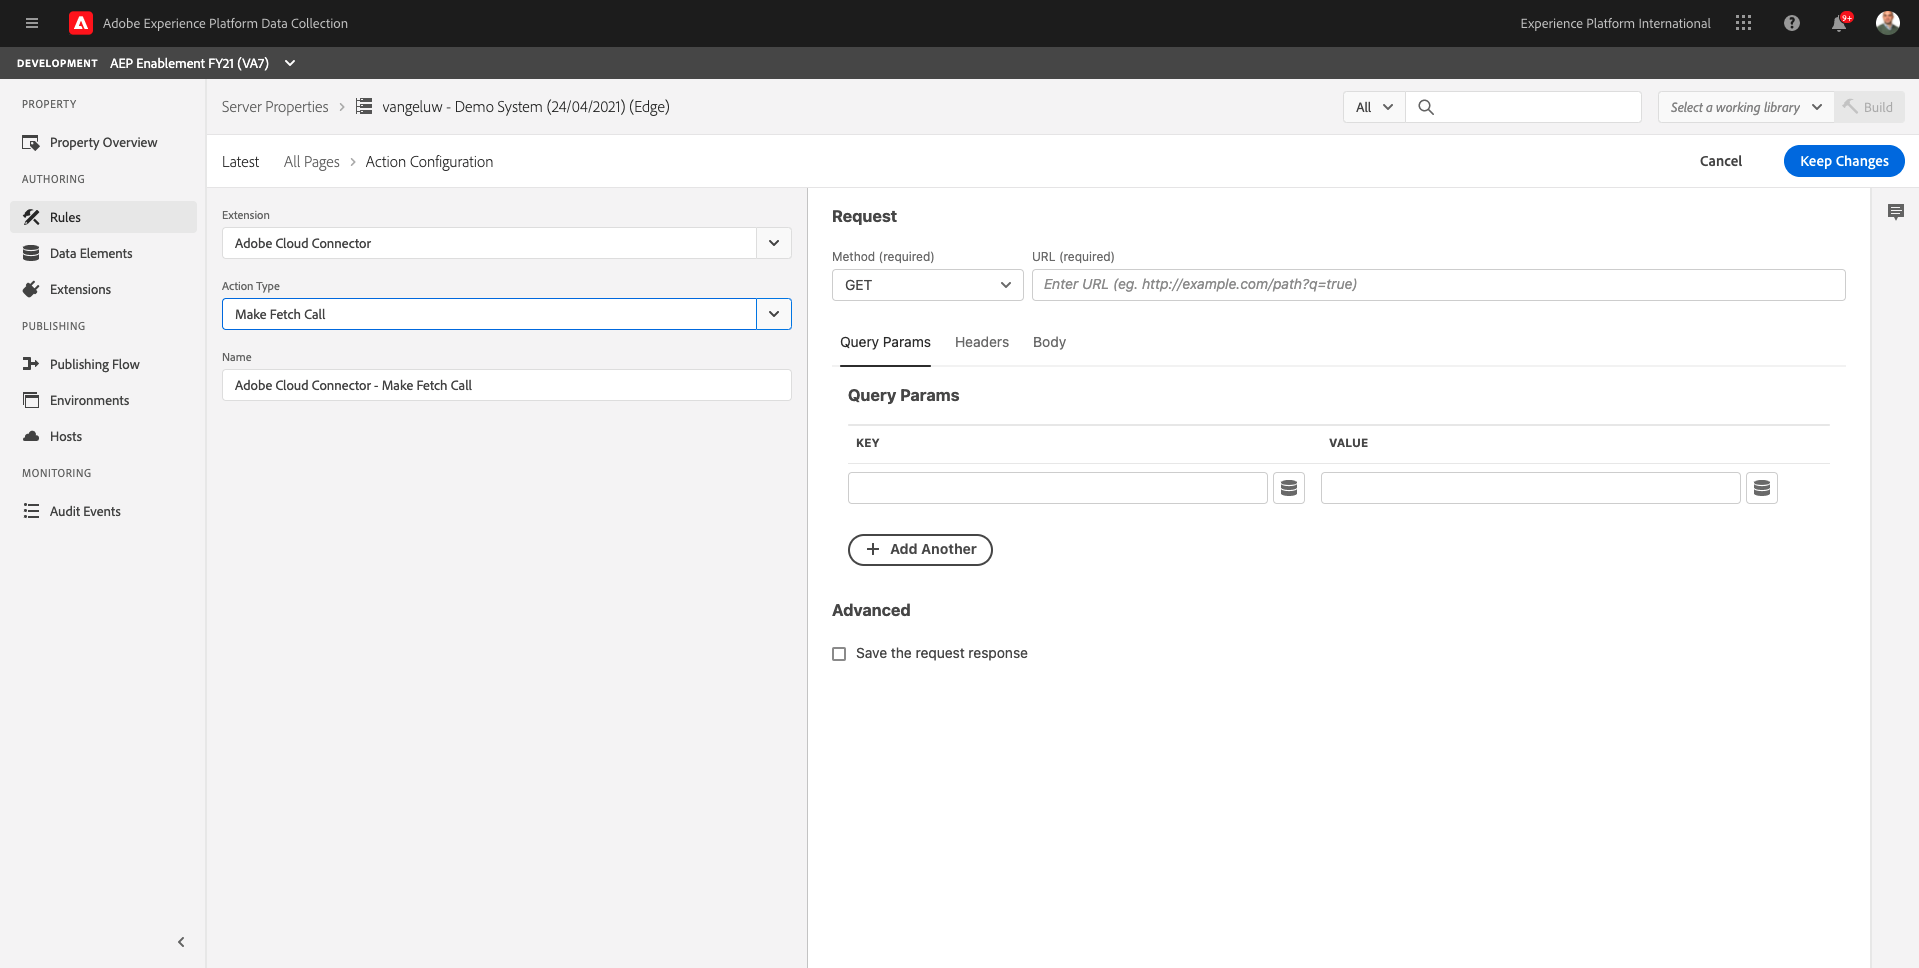 Adobe Experience Platform Data Collection
Experience Platform International
9+
DEVELOPMENT AEP Enablement FY21 (VA7)
PROPERTY
Property Overview
AUTHORING
Rules
Data Elements
Extensions
PUBLISHING
Publishing Flow
Environments
Hosts
MONITORING
Audit Events
Server Properties > vangeluw - Demo System (24/04/2021) (Edge)
All
Select a working library
Build
Latest All Pages > Action Configuration
Cancel
Keep Changes
Extension
Adobe Cloud Connector
Action Type
Make Fetch Call
Name
Adobe Cloud Connector - Make Fetch Call
Request
Method (required) URL (required)
GET Enter URL (eg. http://example.com/path?q=true)
Query Params Headers Body
Query Params
KEY VALUE
Add Another
Advanced
Save the request response